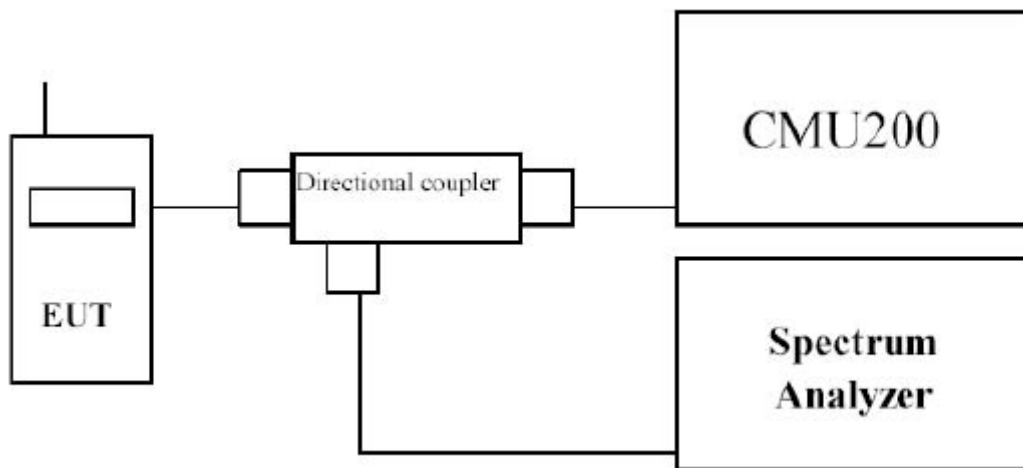 CMU200
Directional coupler
EUT
Spectrum
Analyzer